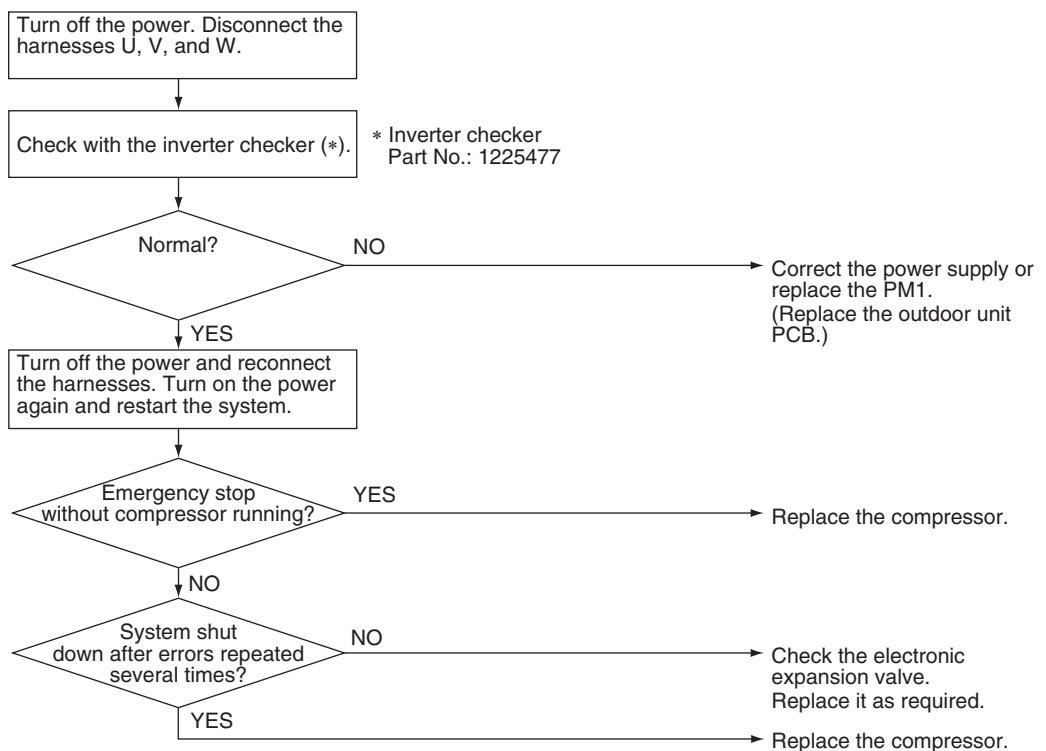 Turn off the power. Disconnect the
harnesses U, V, and W.
Check with the inverter checker (*).
* Inverter checker
Part No.: 1225477
Normal?
NO
Correct the power supply or
replace the PM1.
(Replace the outdoor unit
PCB.)
YES
Turn off the power and reconnect
the harnesses. Turn on the power
again and restart the system.
Emergency stop
without compressor running?
YES
Replace the compressor.
NO
System shut
down after errors repeated
several times?
NO
Check the electronic
expansion valve.
Replace it as required.
YES
Replace the compressor.